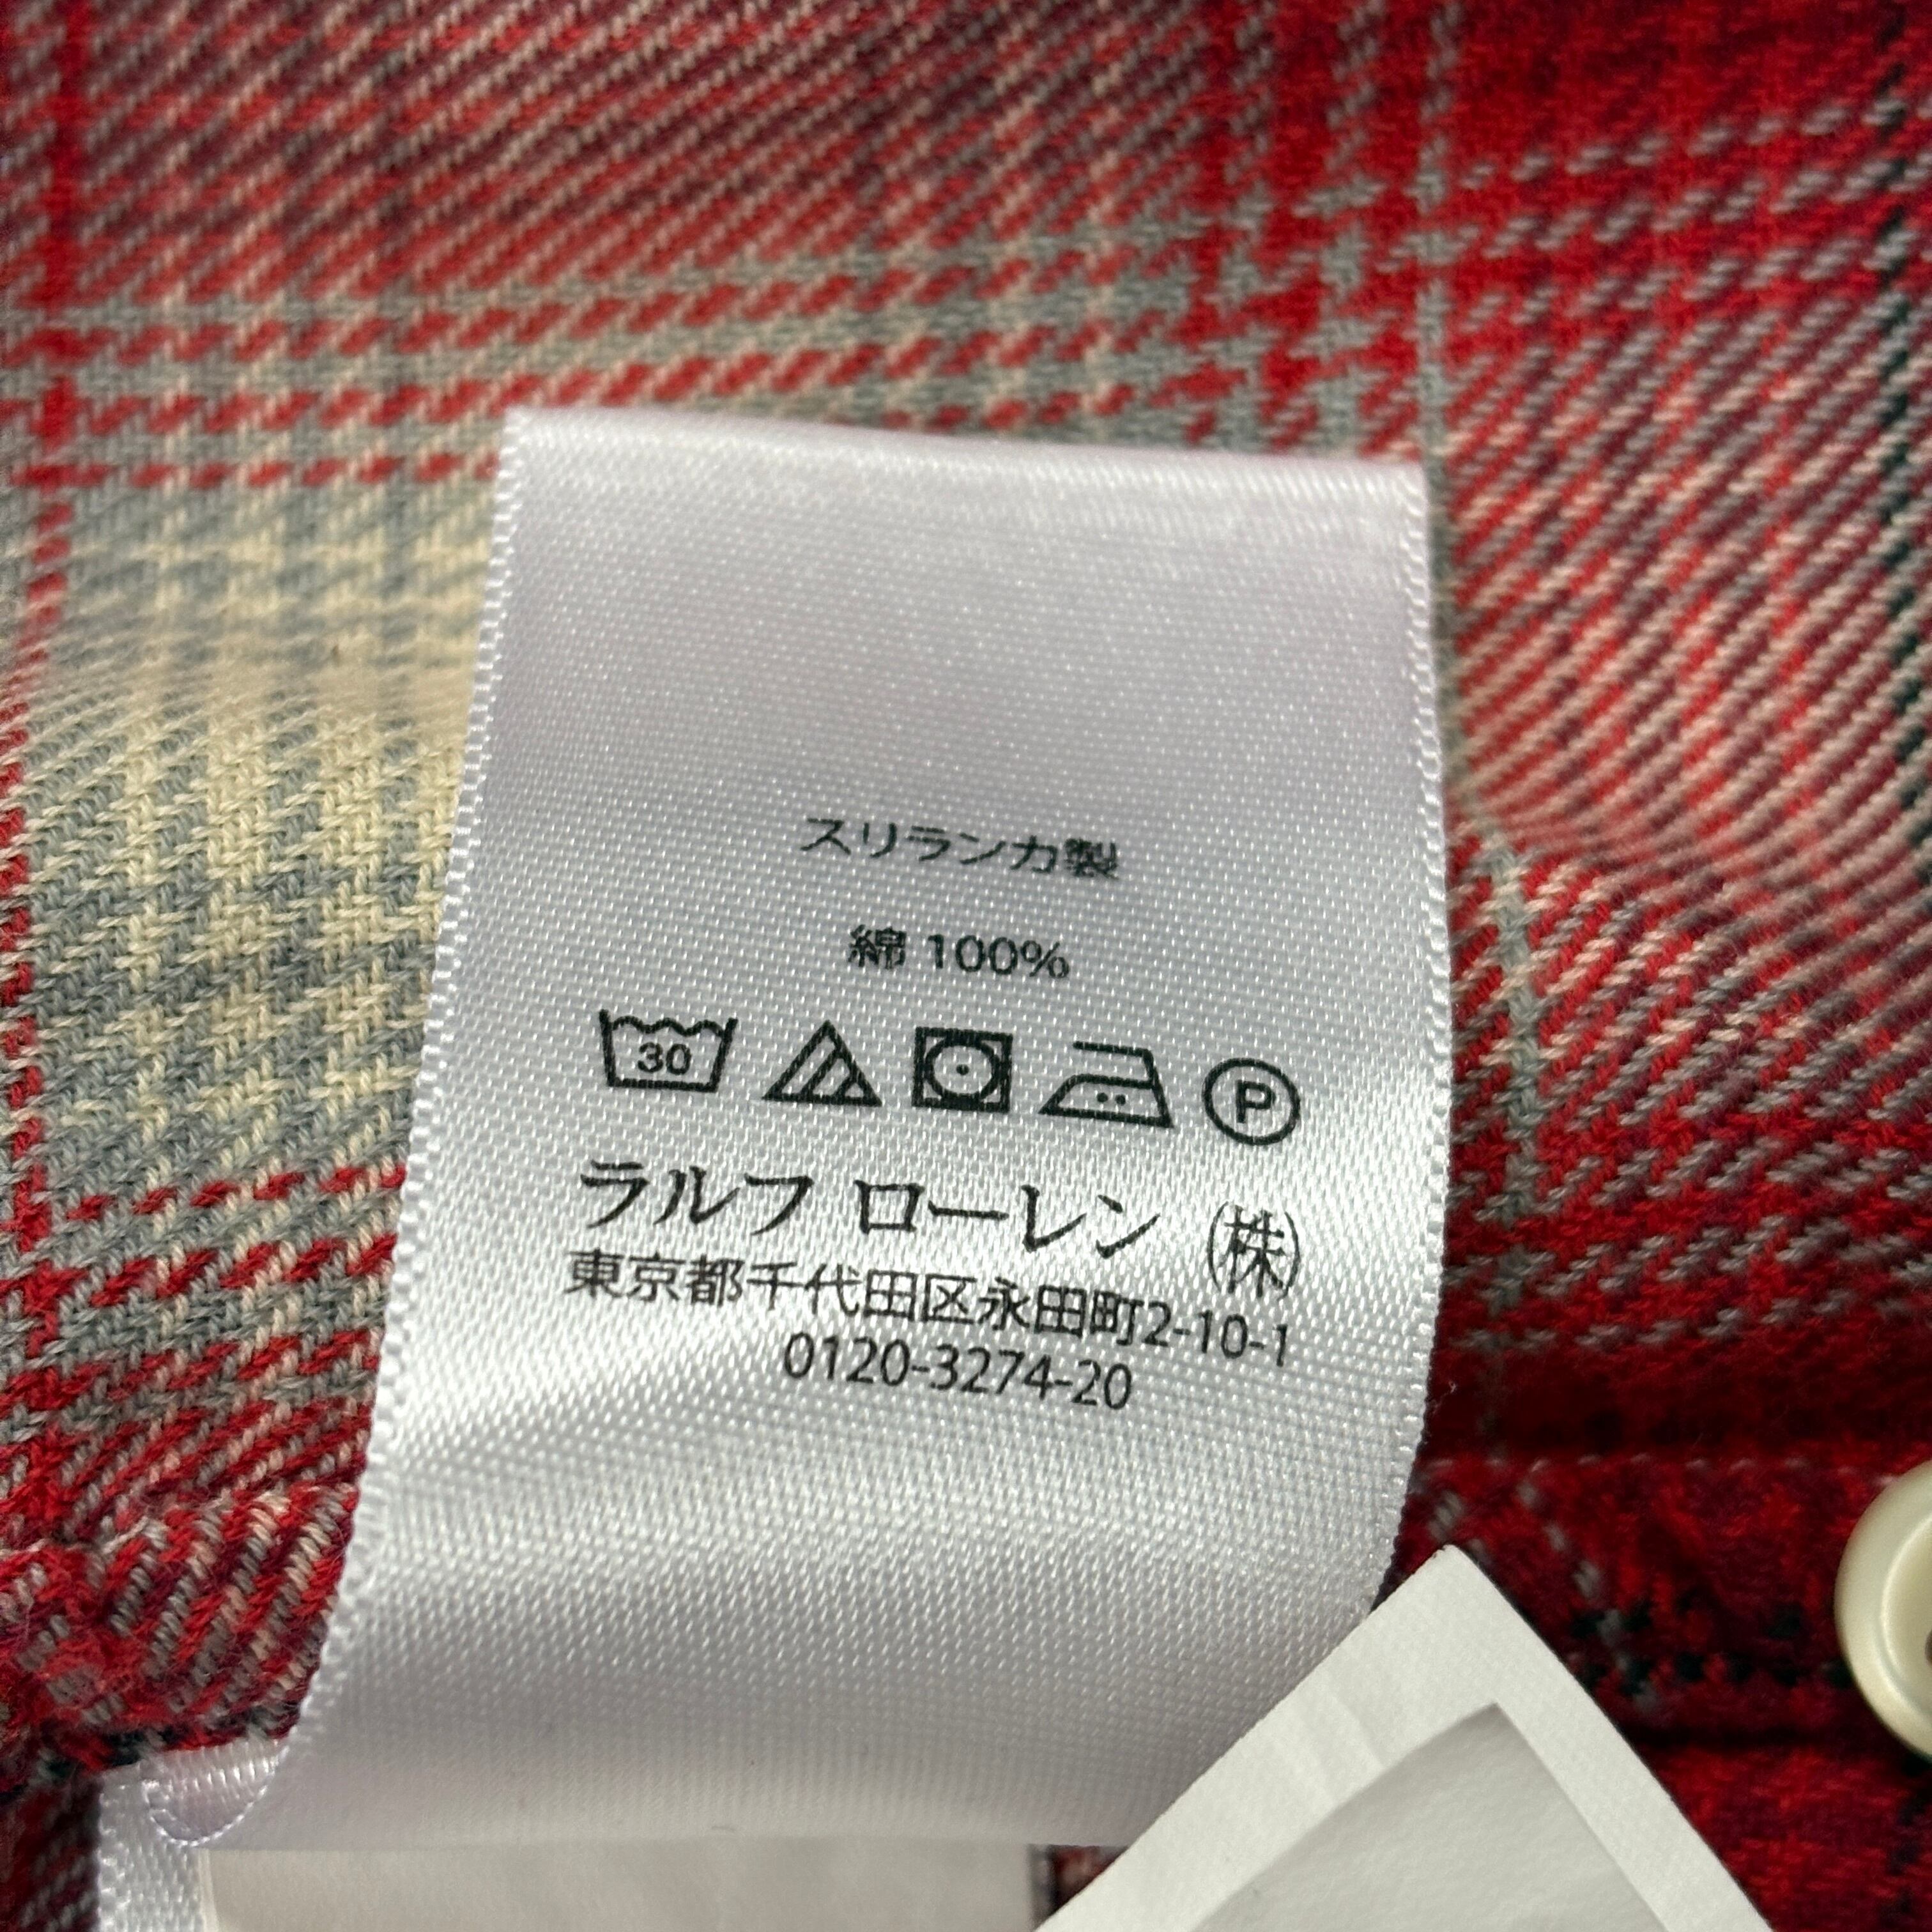 スリランカ製
綿 100%
30 P
ラルフ ローレン ㈱
東京都千代田区永田町2-10-1
0120-3274-20